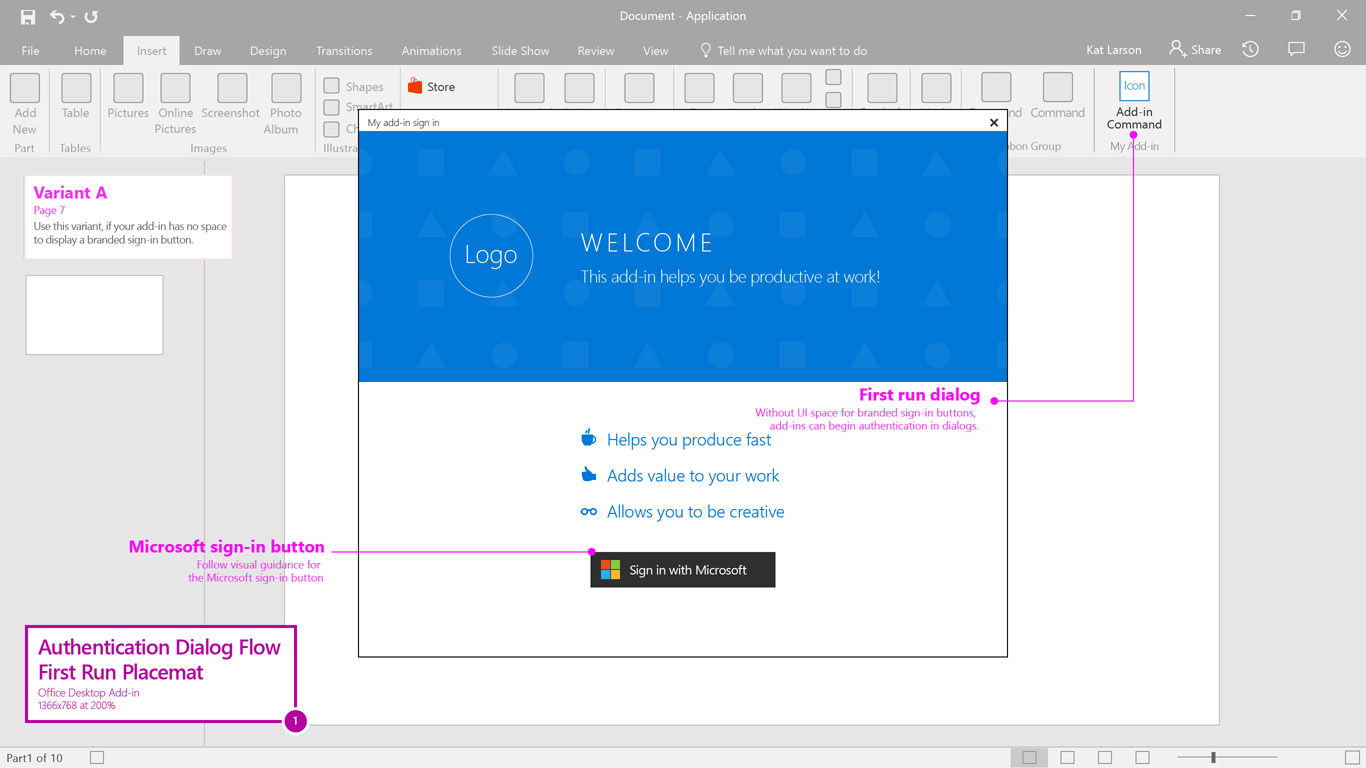 Document - Application
File Home Insert Draw Design Transitions Animations Slide Show Review View Tell me what you want to do Kat Larson Share
Add
New
Part
Table
Tables
Pictures
Online
Pictures
Screenshot
Photo
Album
Images
Shapes
SmartArt
Ch
Illustra
Store
nd
Command
bon Group
Icon
Add-in
Command
My Add-in
Variant A
Page 7
Use this variant, if your add-in has no space
to display a branded sign-in button.
My add-in sign in
Logo
WELCOME
This add-in helps you be productive at work!
First run dialog
Without UI space for branded sign-in buttons,
add-ins can begin authentication in dialogs.
Helps you produce fast
Adds value to your work
Allows you to be creative
Microsoft sign-in button
Follow visual guidance for
the Microsoft sign-in button
Sign in with Microsoft
Authentication Dialog Flow
First Run Placemat
Office Desktop Add-in
1366x768 at 200%
1
Part1 of 10